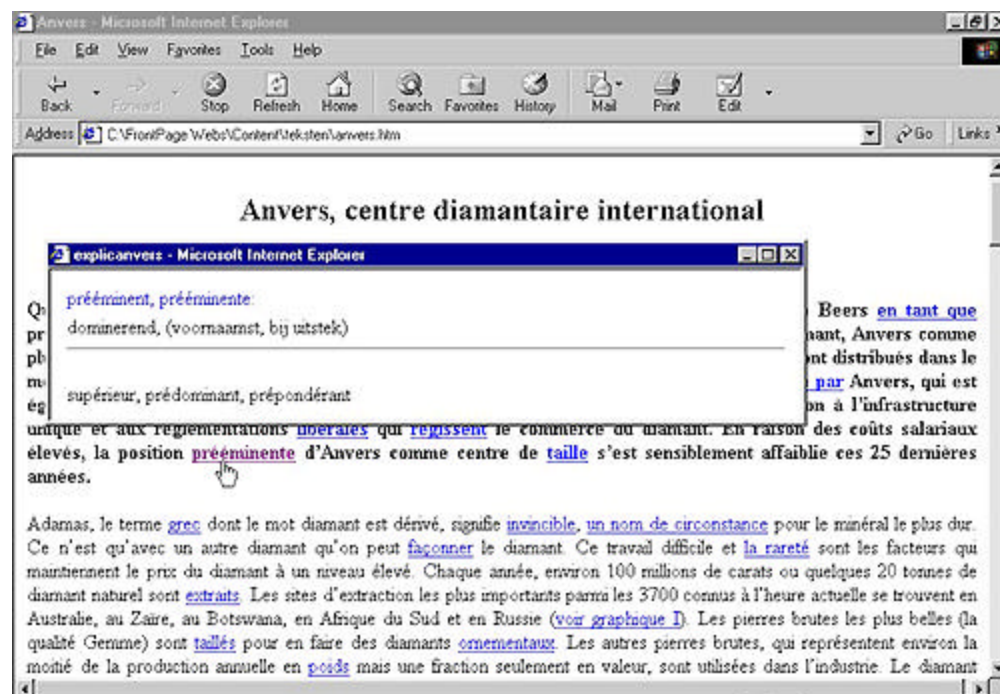 Anvers - Microsoft Internet Explorer
File Edit View Favorites Tools Help
Back Forward Stop Refresh Home Search Favorites History Mail Print Edit
Address C:\FrontPage Webs\Content\teksten\anvers.htm Go Links
Anvers, centre diamantaire international
explicanvers - Microsoft Internet Explorer
prééminent, prééminente:
dominerend, (voornaamst, bij uitstek)
supérieur, prédominant, prépondérant
Beers en tant que
pr Anvers comme
distribués dans le
par Anvers, qui est
à l'infrastructure
unique et aux réglementations libérales qui régissent le commerce du diamant. En raison des coûts salariaux
élevés, la position prééminente d'Anvers comme centre de taille s'est sensiblement affaiblie ces 25 dernières
années.
Adamas, le terme grec dont le mot diamant est dérivé, signifie invincible, un nom de circonstance pour le minéral le plus dur.
Ce n'est qu'avec un autre diamant qu'on peut façonner le diamant. Ce travail difficile et la rareté sont les facteurs qui
maintiennent le prix du diamant à un niveau élevé. Chaque année, environ 100 millions de carats ou quelques 20 tonnes de
diamant naturel sont extraits. Les sites d'extraction les plus importants parmi les 3700 connus à l'heure actuelle se trouvent en
Australie, au Zaïre, au Botswana, en Afrique du Sud et en Russie (voir graphique I). Les pierres brutes les plus belles (la
qualité Gemme) sont taillés pour en faire des diamants ornementaux. Les autres pierres brutes, qui représentent environ la
moitié de la production annuelle en poids mais une fraction seulement en valeur, sont utilisées dans l'industrie. Le diamant